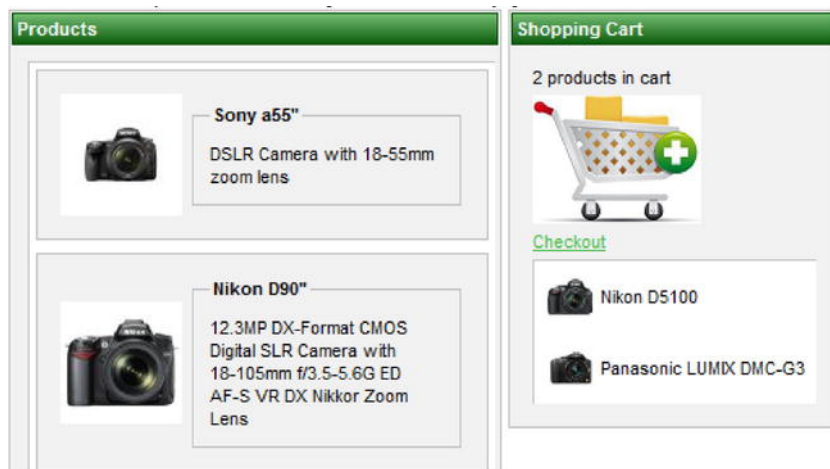 Products
Sony a55"
DSLR Camera with 18-55mm
zoom lens
Nikon D90"
12.3MP DX-Format CMOS
Digital SLR Camera with
18-105mm f/3.5-5.6G ED
AF-S VR DX Nikkor Zoom
Lens
Shopping Cart
2 products in cart
Checkout
Nikon D5100
Panasonic LUMIX DMC-G3